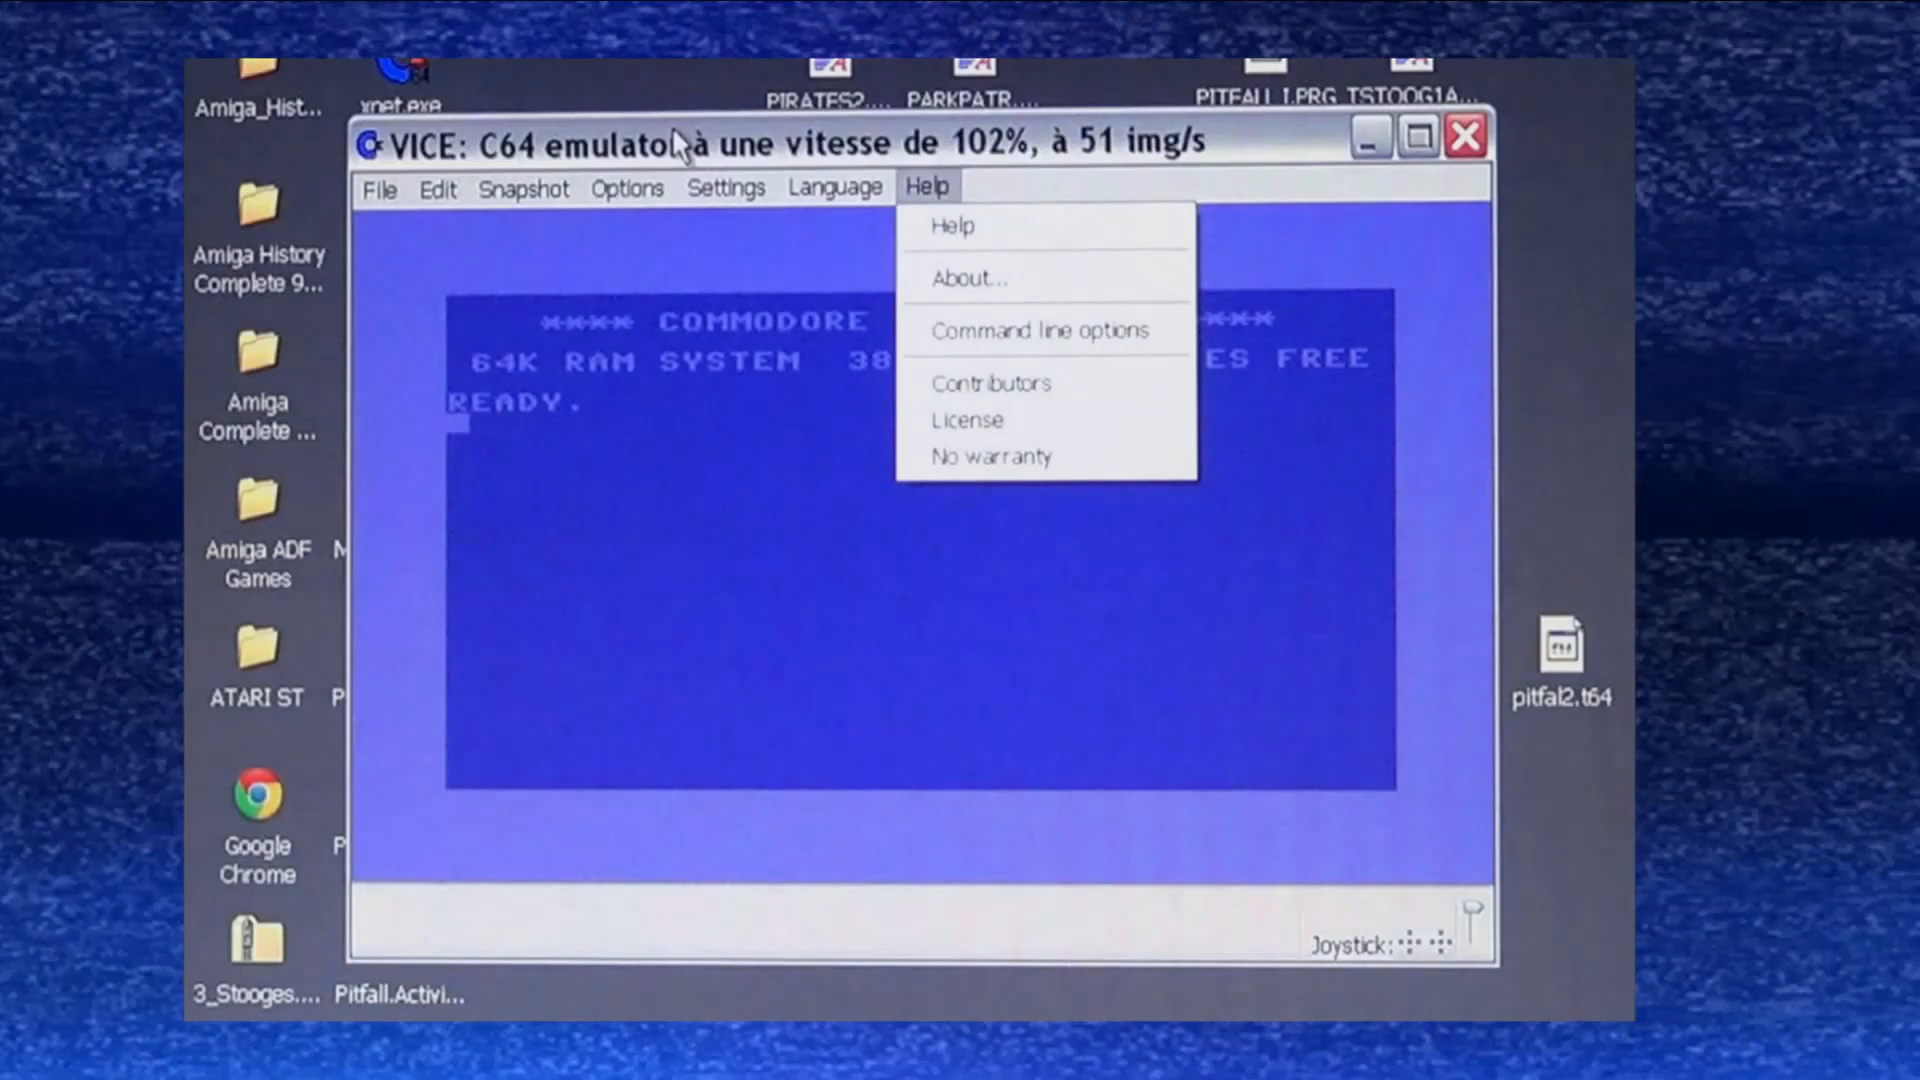 Amiga_Hist...
xnet.exe
PIRATES2....
PARKPATR....
PITFALL I.PRG
TSTOOG1A...
VICE: C64 emulator à une vitesse de 102%, à 51 img/s
File Edit Snapshot Options Settings Language Help
Help
About...
Command line options
Contributors
License
No warranty
**** COMMODORE ***
64K RAM SYSTEM 38 ES FREE
READY.
Amiga History
Complete 9...
Amiga
Complete ...
Amiga ADF
Games
M
ATARI ST
P
Google
Chrome
P
3_Stooges....
Pitfall.Activi...
pitfal2.t64
Joystick: